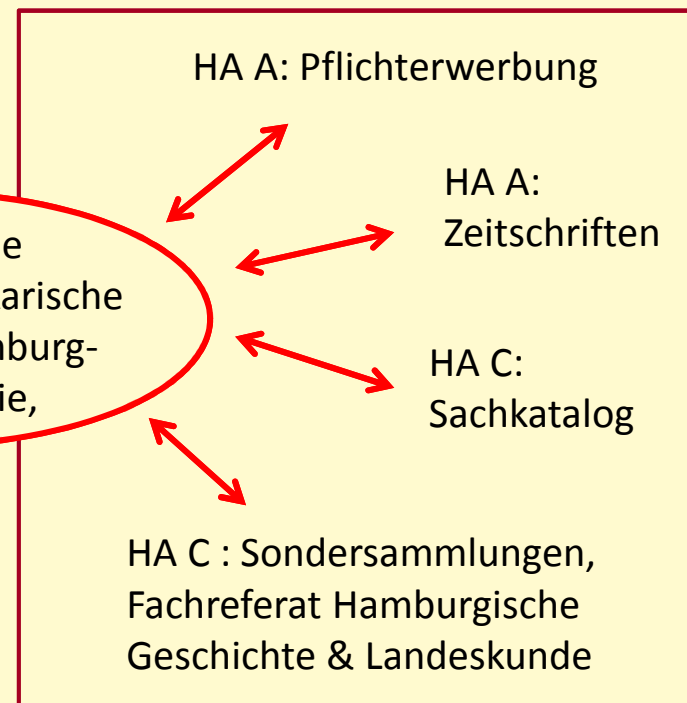 HA A: Pflichterwerbung
HA A:
Zeitschriften
e
arische
burg-
ie,
HA C:
Sachkatalog
HA C : Sondersammlungen,
Fachreferat Hamburgische
Geschichte & Landeskunde